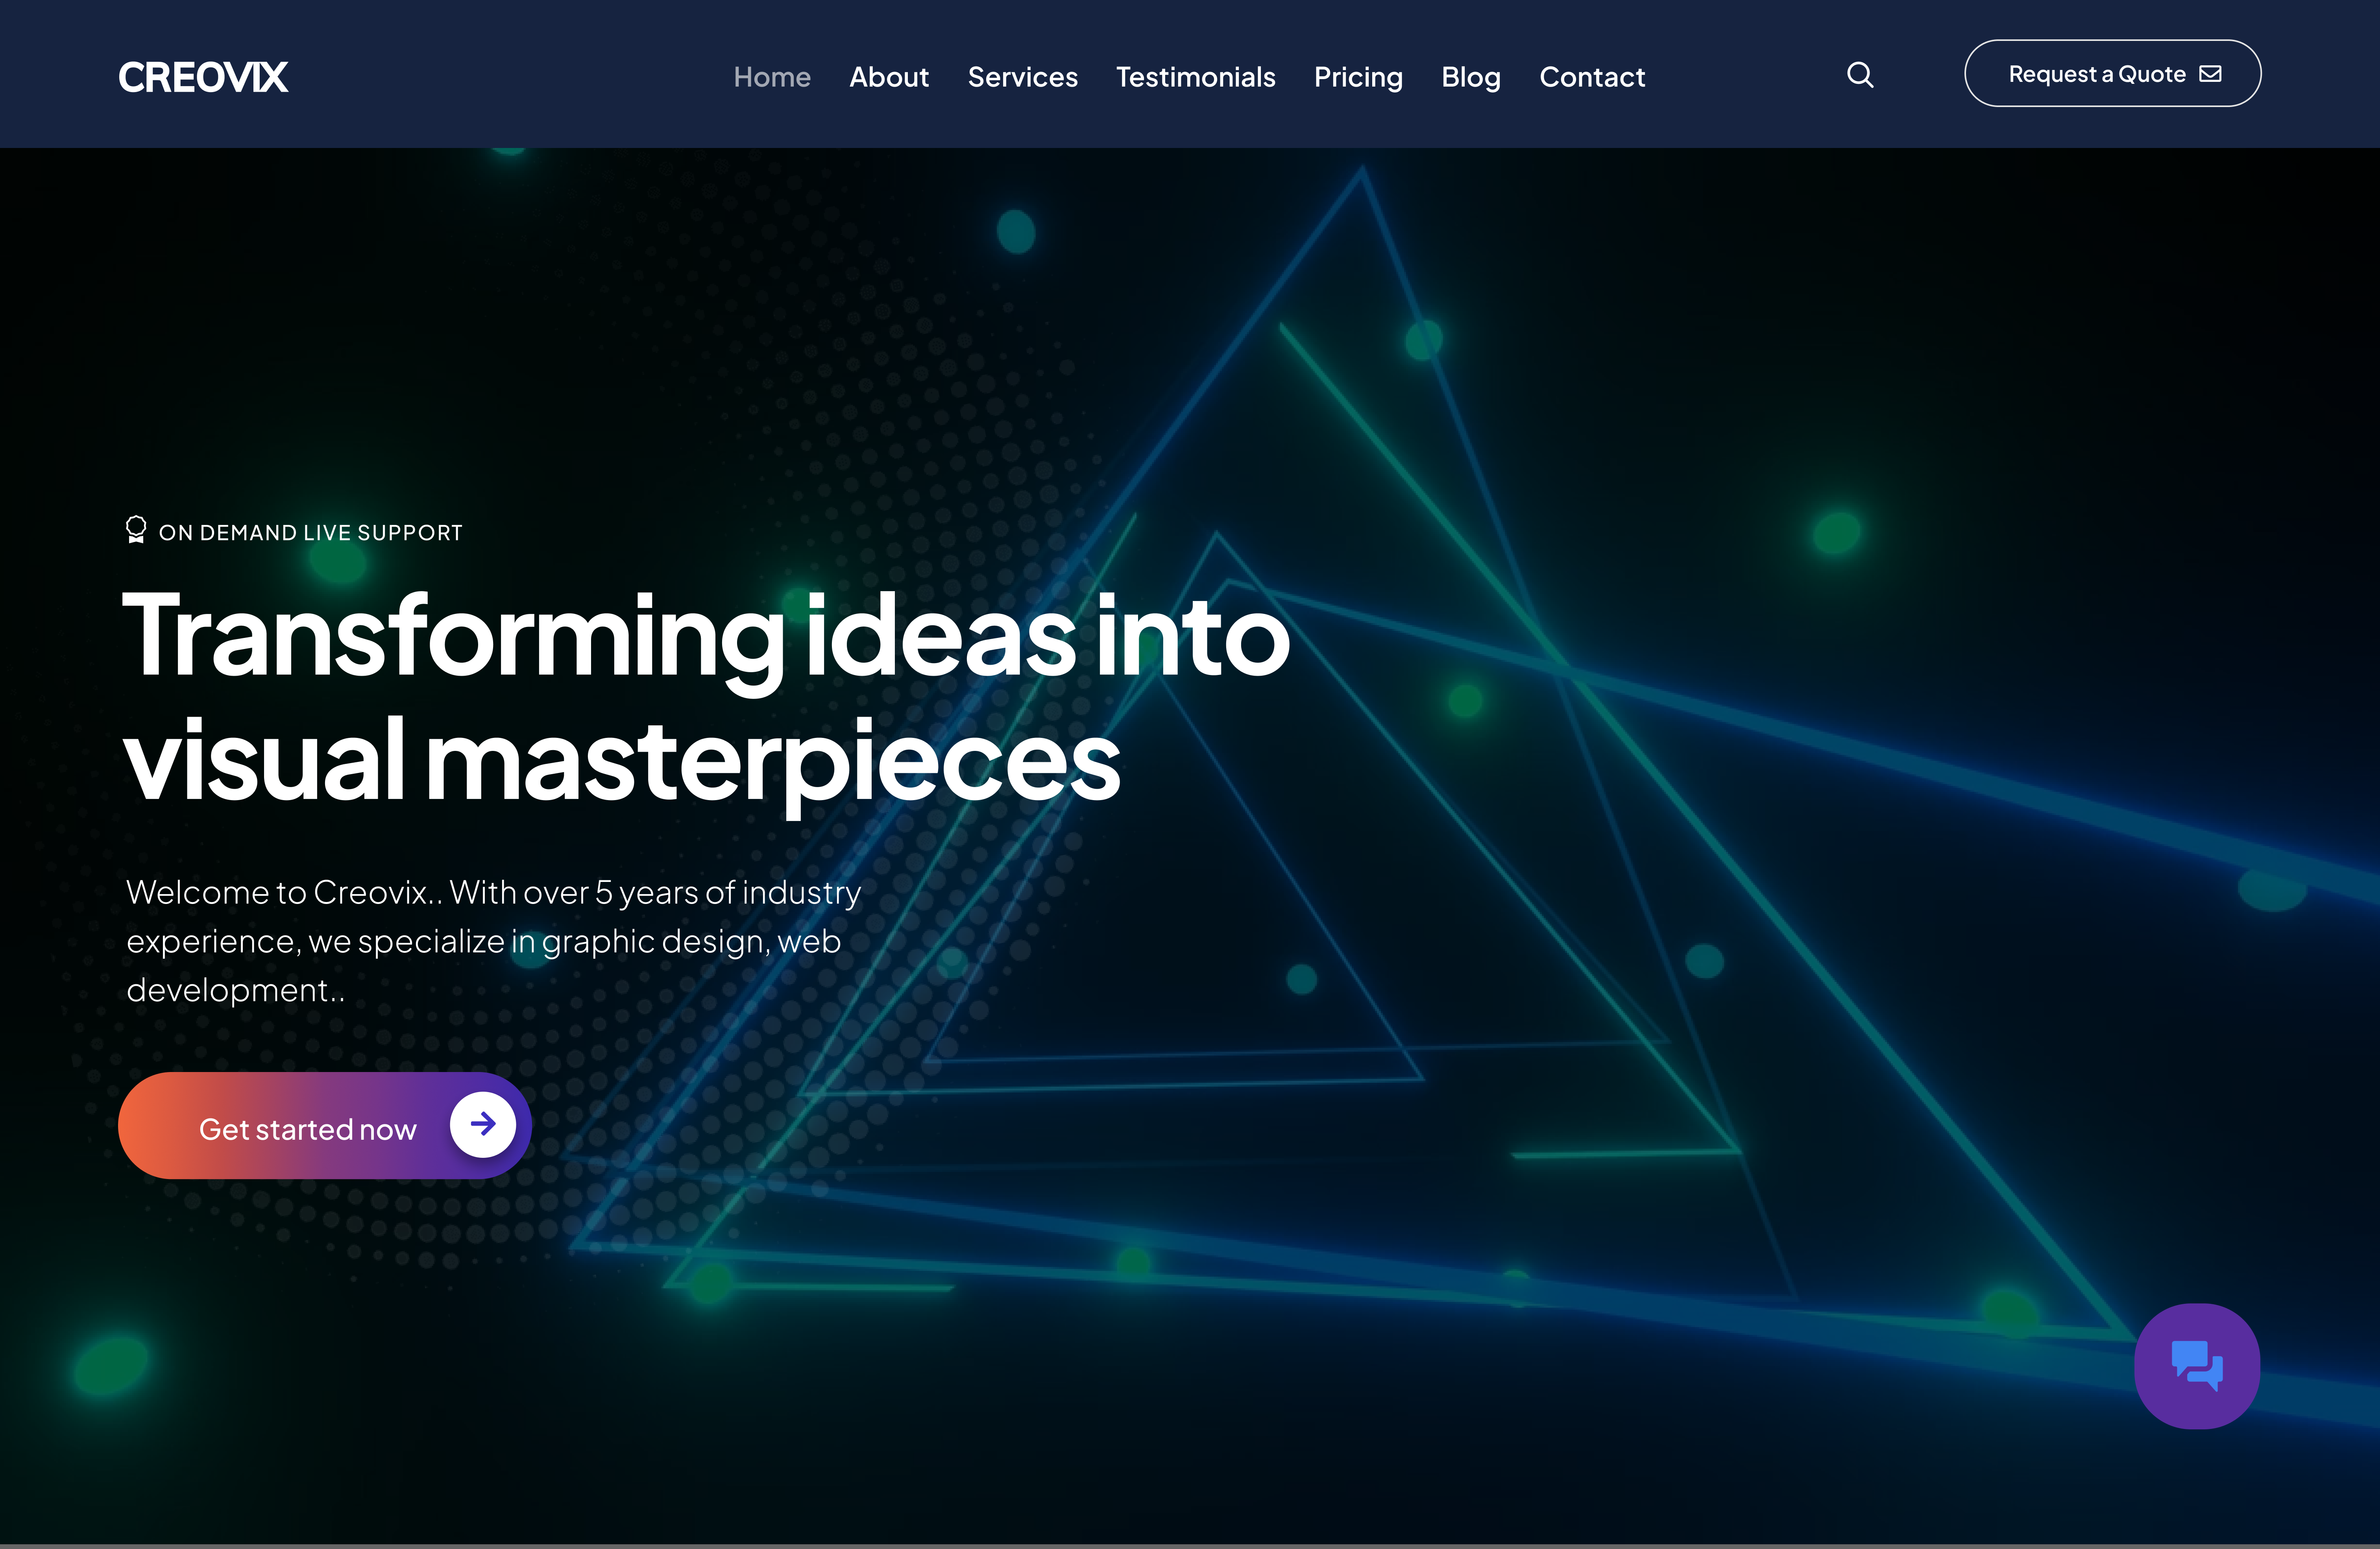 CREOVIX
Home About Services Testimonials Pricing Blog Contact
Request a Quote
ON DEMAND LIVE SUPPORT
Transforming ideas into
visual masterpieces
Welcome to Creovix.. With over 5 years of industry
experience, we specialize in graphic design, web
development..
Get started now